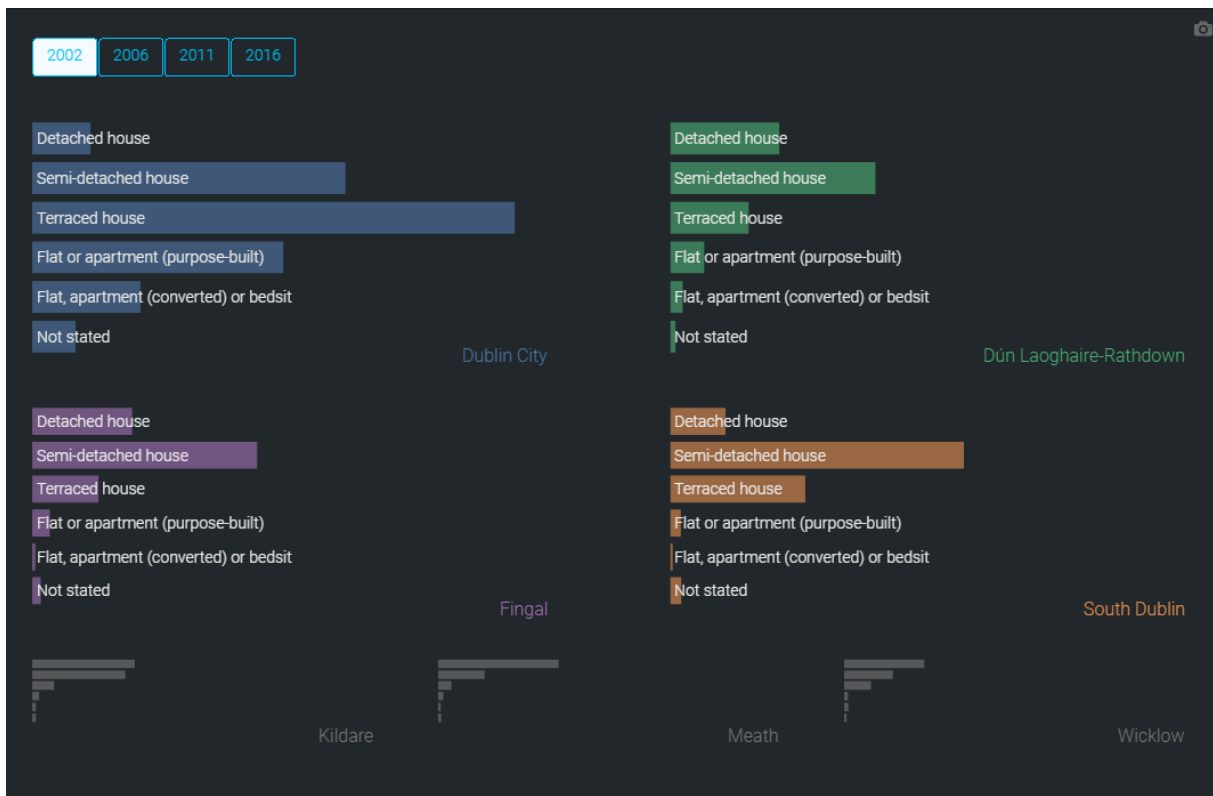 2002 2006 2011 2016
Detached house
Semi-detached house
Terraced house
Flat or apartment (purpose-built)
Flat, apartment (converted) or bedsit
Not stated
Dublin City
Detached house
Semi-detached house
Terraced house
Flat or apartment (purpose-built)
Flat, apartment (converted) or bedsit
Not stated
Dún Laoghaire-Rathdown
Detached house
Semi-detached house
Terraced house
Flat or apartment (purpose-built)
Flat, apartment (converted) or bedsit
Not stated
Fingal
Detached house
Semi-detached house
Terraced house
Flat or apartment (purpose-built)
Flat, apartment (converted) or bedsit
Not stated
South Dublin
Kildare
Meath
Wicklow